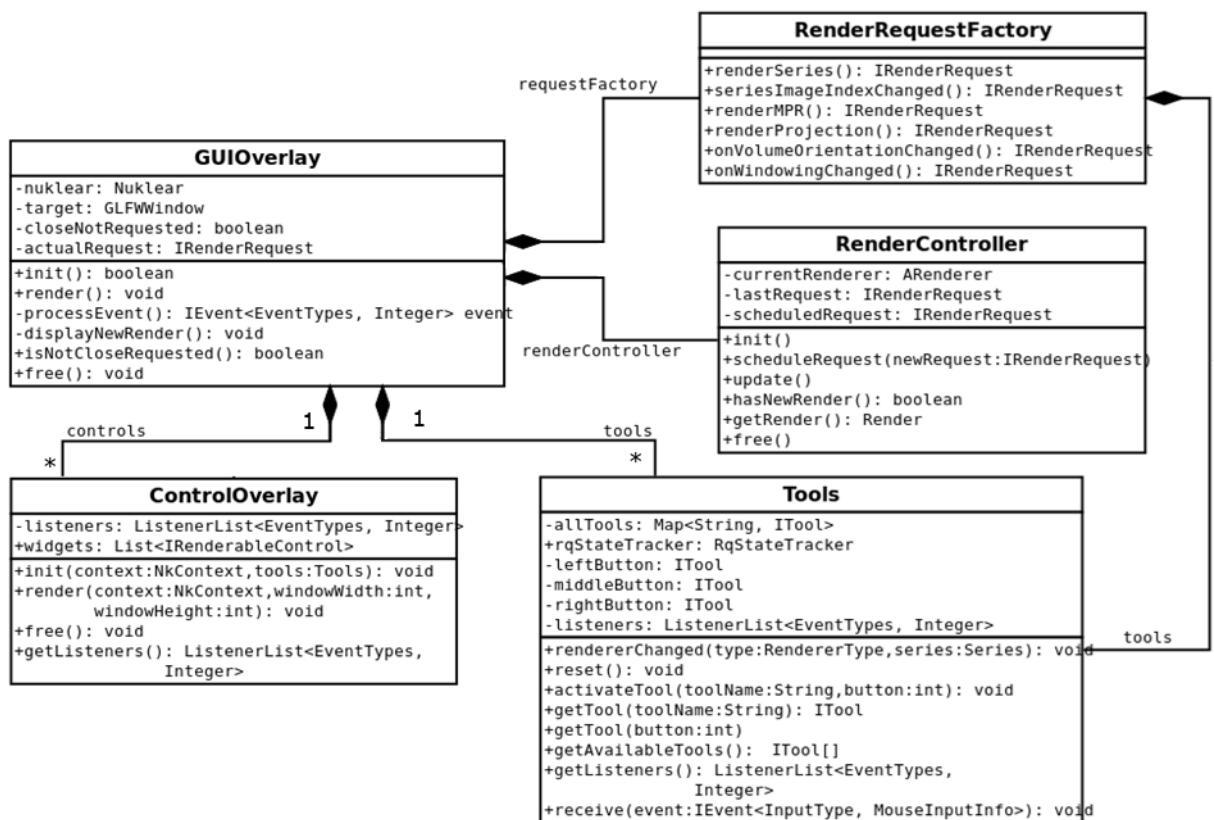 RenderRequestFactory
+renderSeries(): IRenderRequest
+seriesImageIndexChanged(): IRenderRequest
+renderMPR(): IRenderRequest
+renderProjection(): IRenderRequest
+onVolumeOrientationChanged(): IRenderRequest
+onWindowingChanged(): IRenderRequest
requestFactory
GUIOverlay
-nuklear: Nuklear
-target: GLFWWindow
-closeNotRequested: boolean
-actualRequest: IRenderRequest
+init(): boolean
+render(): void
-processEvent(): IEvent<EventTypes, Integer> event
-displayNewRender(): void
+isNotCloseRequested(): boolean
+free(): void
RenderController
-currentRenderer: ARenderer
-lastRequest: IRenderRequest
-scheduledRequest: IRenderRequest
+init()
+scheduleRequest(newRequest:IRenderRequest)
+update()
+hasNewRender(): boolean
+getRender(): Render
+free()
renderController
1
1
controls
tools
*
*
ControlOverlay
-listeners: ListenerList<EventTypes, Integer>
+widgets: List<IRenderableControl>
+init(context:NkContext,tools:Tools): void
+render(context:NkContext,windowWidth:int,
windowHeight:int): void
+free(): void
+getListeners(): ListenerList<EventTypes,
Integer>
Tools
-allTools: Map<String, ITool>
+rqStateTracker: RqStateTracker
-leftButton: ITool
-middleButton: ITool
-rightButton: ITool
-listeners: ListenerList<EventTypes, Integer>
+rendererChanged(type:RendererType,series:Series): void
+reset(): void
+activateTool(toolName:String,button:int): void
+getTool(toolName:String): ITool
+getTool(button:int)
+getAvailableTools(): ITool[]
+getListeners(): ListenerList<EventTypes,
Integer>
+receive(event:IEvent<InputType, MouseInputInfo>): void
tools